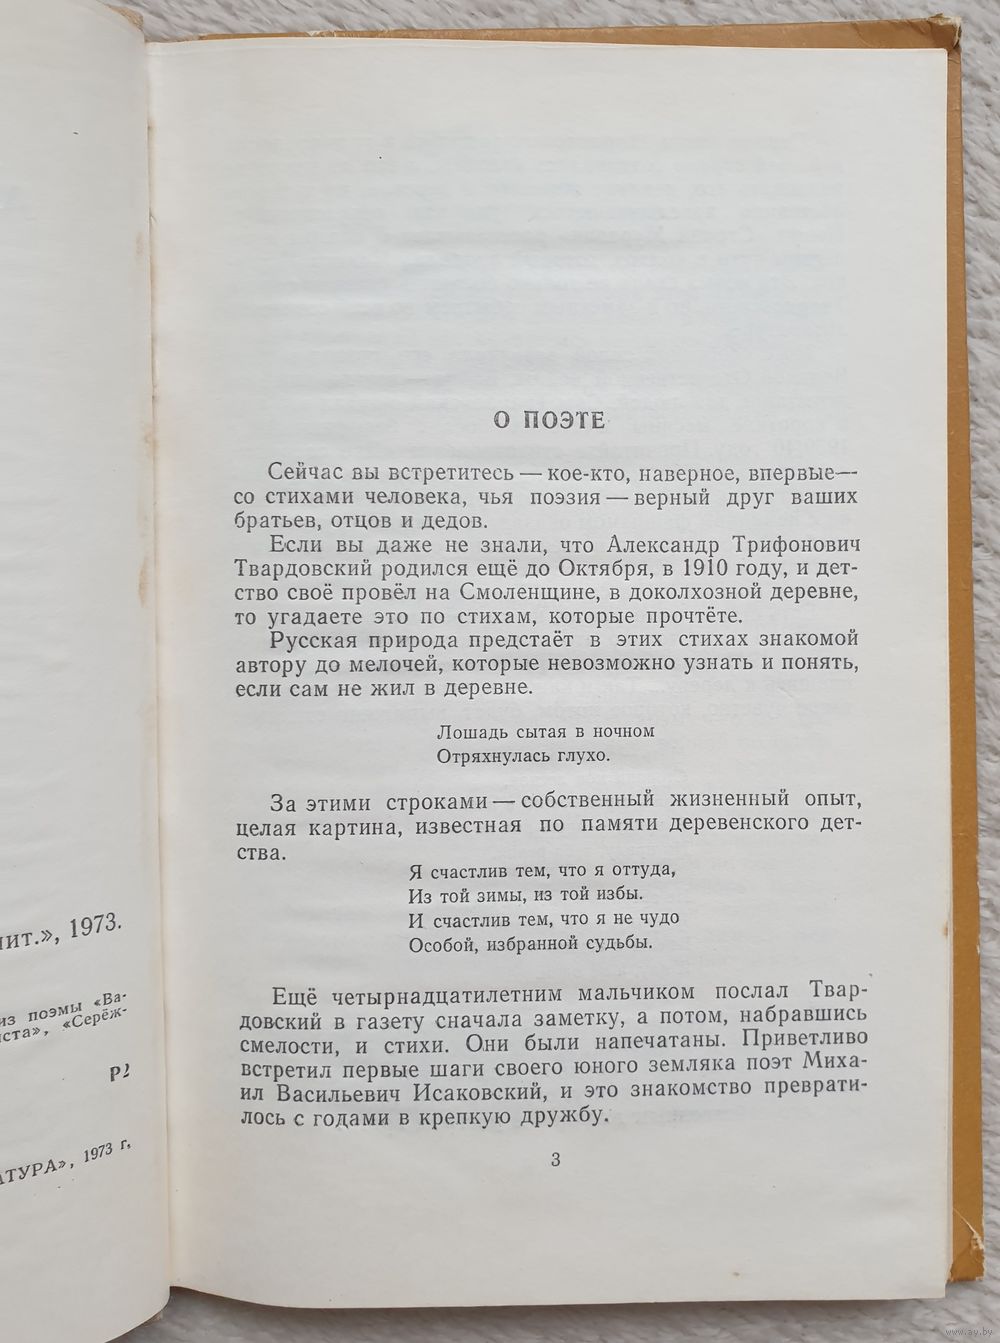 ит.», 1973.
из поэмы «Ва-
ста», «Серёж-
Р2
АТУРА», 1973 г,
О ПОЭТЕ
Сейчас вы встретитесь — кое-кто, наверное, впервые —
со стихами человека, чья поэзия — верный друг ваших
братьев, отцов и дедов.
Если вы даже не знали, что Александр Трифонович
Твардовский родился ещё до Октября, в 1910 году, и дет-
ство своё провёл на Смоленщине, в доколхозной деревне,
то угадаете это по стихам, которые прочтёте.
Русская природа предстаёт в этих стихах знакомой
автору до мелочей, которые невозможно узнать и понять,
если сам не жил в деревне.
Лошадь сытая в ночном
Отряхнулась глухо.
За этими строками — собственный жизненный опыт,
целая картина, известная по памяти деревенского дет-
ства.
Я счастлив тем, что я оттуда,
Из той зимы, из той избы.
И счастлив тем, что я не чудо
Особой, избранной судьбы.
Ещё четырнадцатилетним мальчиком послал Твар-
довский в газету сначала заметку, а потом, набравшись
смелости, и стихи. Они были напечатаны. Приветливо
встретил первые шаги своего юного земляка поэт Миха-
ил Васильевич Исаковский, и это знакомство преврати-
лось с годами в крепкую дружбу.
3
www.ay.by